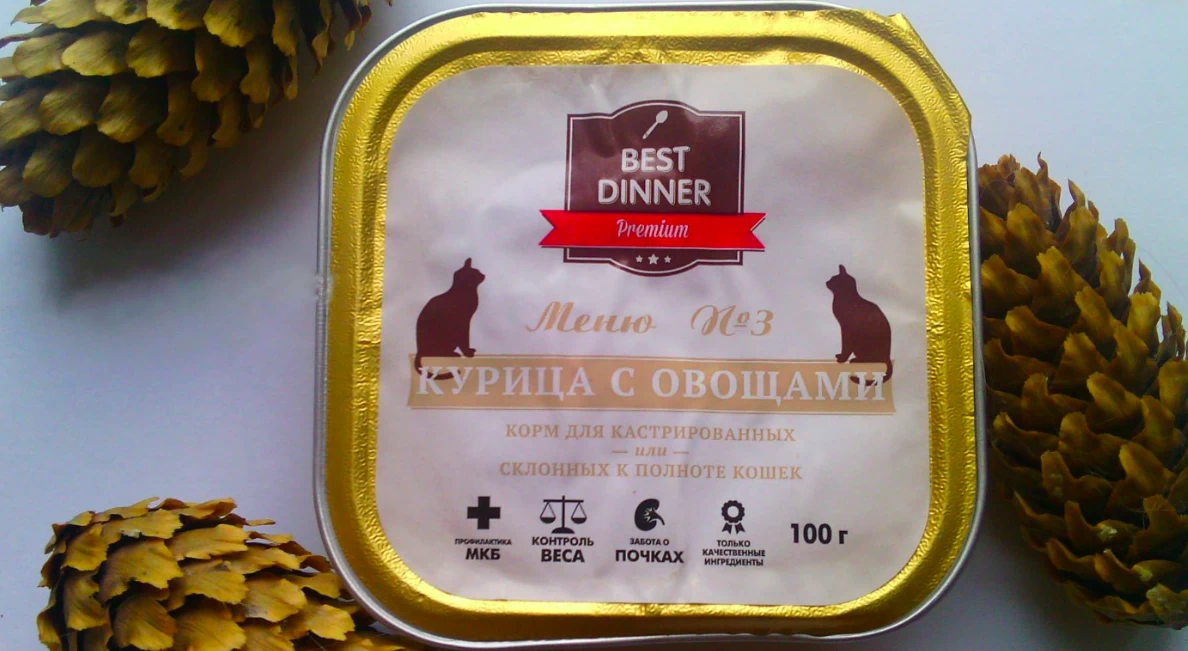 BEST
DINNER
Premium
Меню №3
КУРИЦА С ОВОЩАМИ
КОРМ ДЛЯ КАСТРИРОВАННЫХ
— или —
СКЛОННЫХ К ПОЛНОТЕ КОШЕК
ПРОФИЛАКТИКА
МКБ
КОНТРОЛЬ
ВЕСА
ЗАБОТА О
ПОЧКАХ
ТОЛЬКО
КАЧЕСТВЕННЫЕ
ИНГРЕДИЕНТЫ
100 г